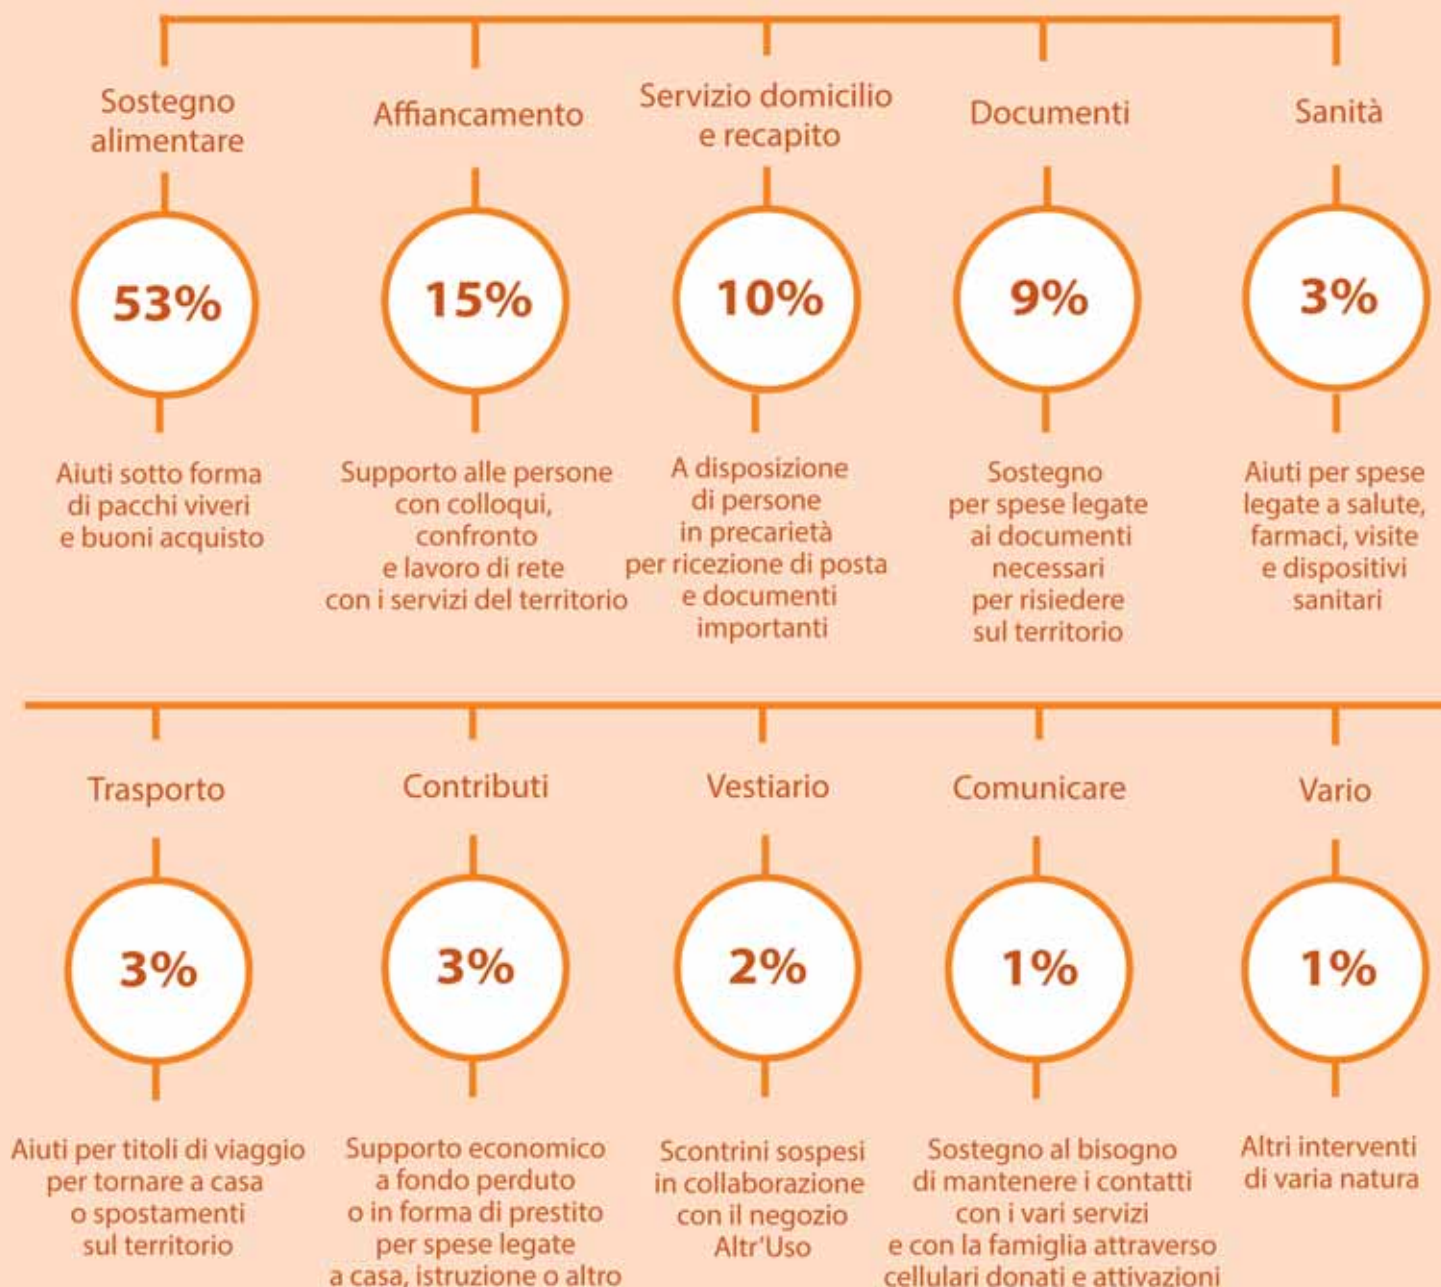 Sostegno
alimentare
53%
Aiuti sotto forma
di pacchi viveri
e buoni acquisto
Affiancamento
15%
Supporto alle persone
con colloqui,
confronto
e lavoro di rete
con i servizi del territorio
Servizio domicilio
e recapito
10%
A disposizione
di persone
in precarietà
per ricezione di posta
e documenti
importanti
Documenti
9%
Sostegno
per spese legate
ai documenti
necessari
per risiedere
sul territorio
Sanità
3%
Aiuti per spese
legate a salute,
farmaci, visite
e dispositivi
sanitari
Trasporto
3%
Aiuti per titoli di viaggio
per tornare a casa
o spostamenti
sul territorio
Contributi
3%
Supporto economico
a fondo perduto
o in forma di prestito
per spese legate
a casa, istruzione o altro
Vestiario
2%
Scontrini sospesi
in collaborazione
con il negozio
Altr'Uso
Comunicare
1%
Sostegno al bisogno
di mantenere i contatti
con i vari servizi
e con la famiglia attraverso
cellulari donati e attivazioni
Vario
1%
Altri interventi
di varia natura